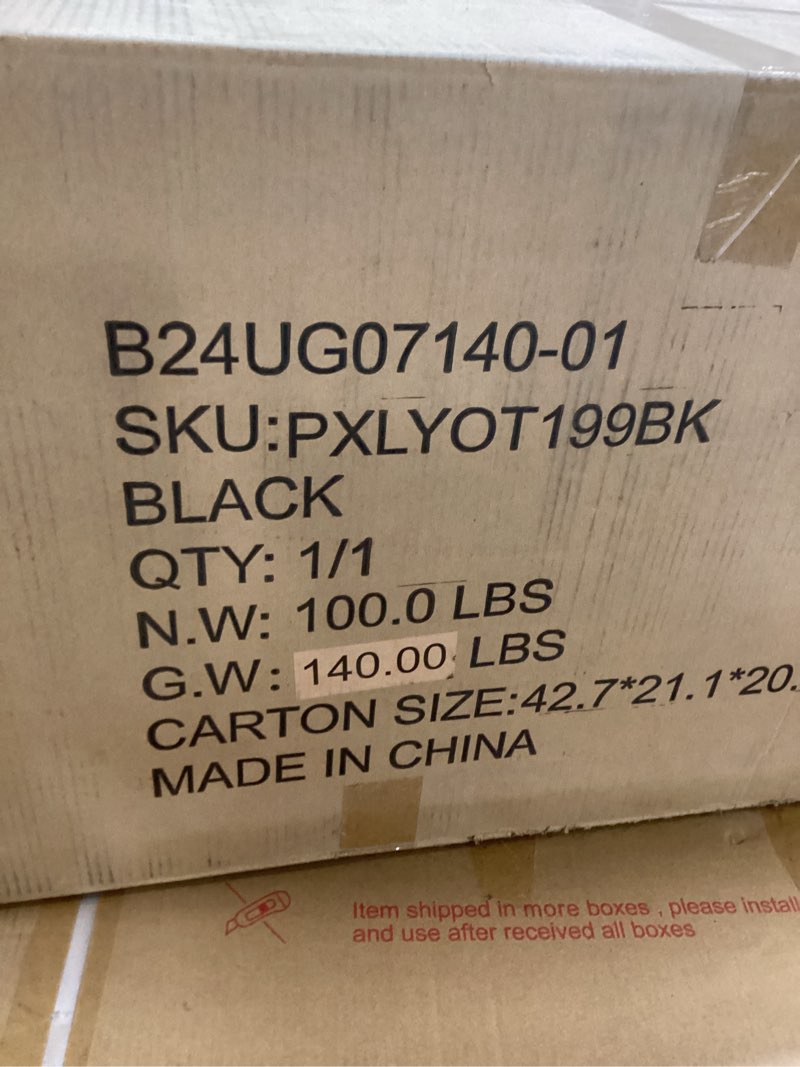 B24UG07140-01
SKU:PXLYOT199BK
BLACK
QTY: 1/1
N.W: 100.0 LBS
G.W: 140.00 LBS
CARTON SIZE:42.7*21.1*20.
MADE IN CHINA
Item shipped in more boxes , please install
and use after received all boxes